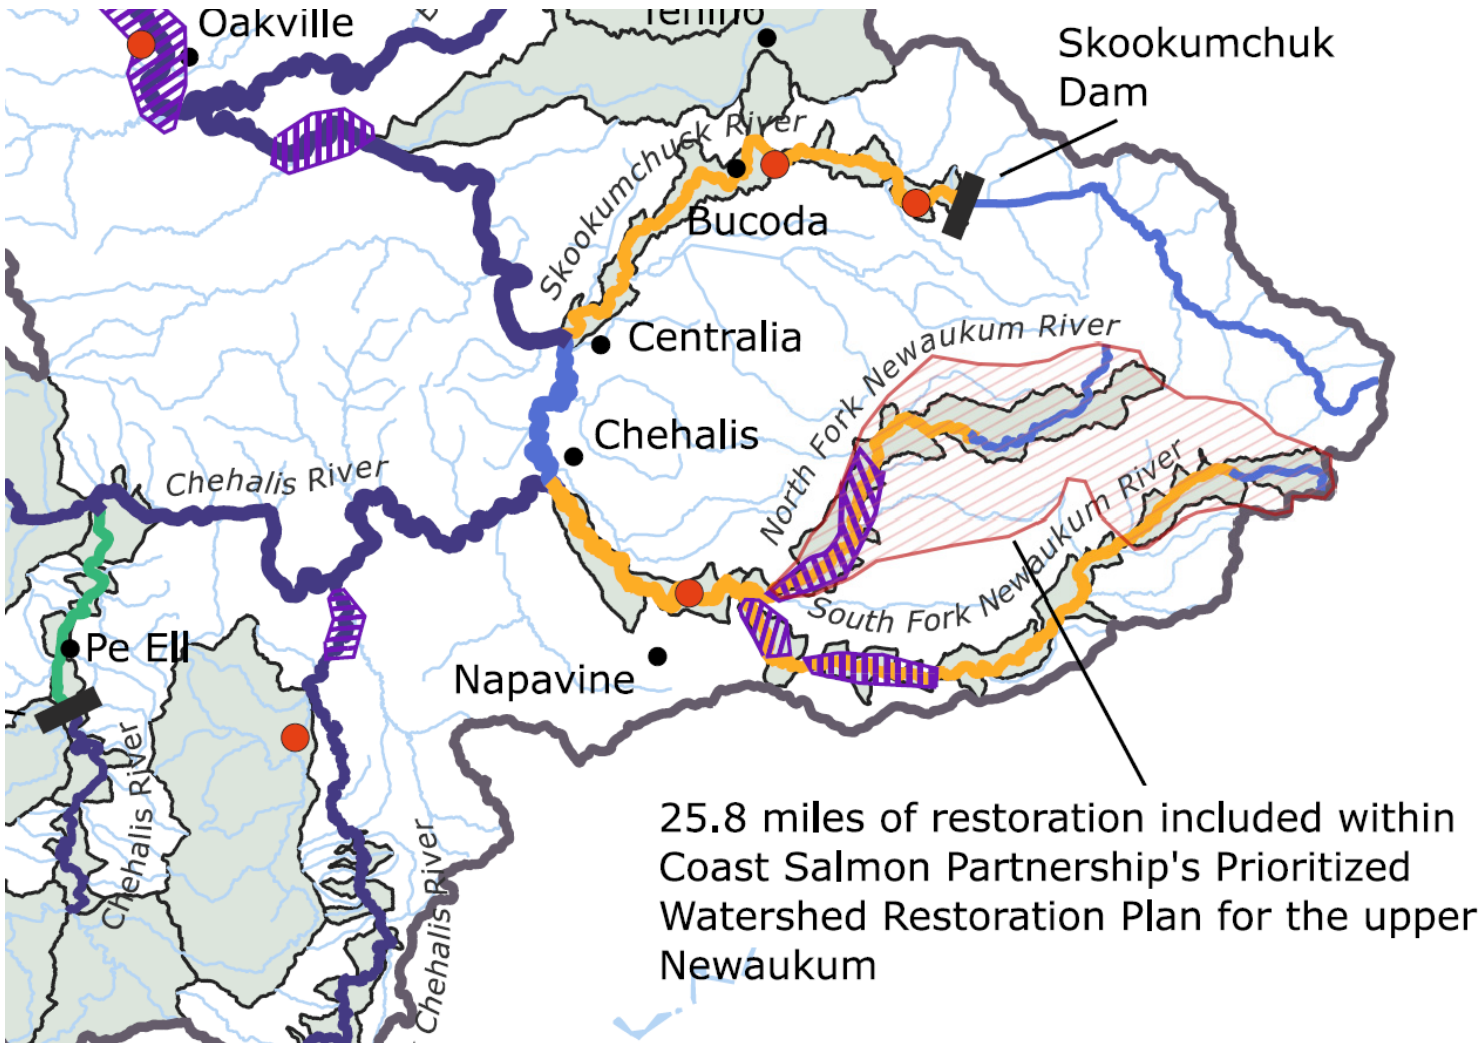 Oakville
Tenino
Skookumchuk
Dam
Skookumchuck River
Bucoda
Centralia
North Fork Newaukum River
Chehalis
Chehalis River
South Fork Newaukum River
Pe Ell
Napavine
Chehalis River
Chehalis River
25.8 miles of restoration included within
Coast Salmon Partnership's Prioritized
Watershed Restoration Plan for the upper
Newaukum